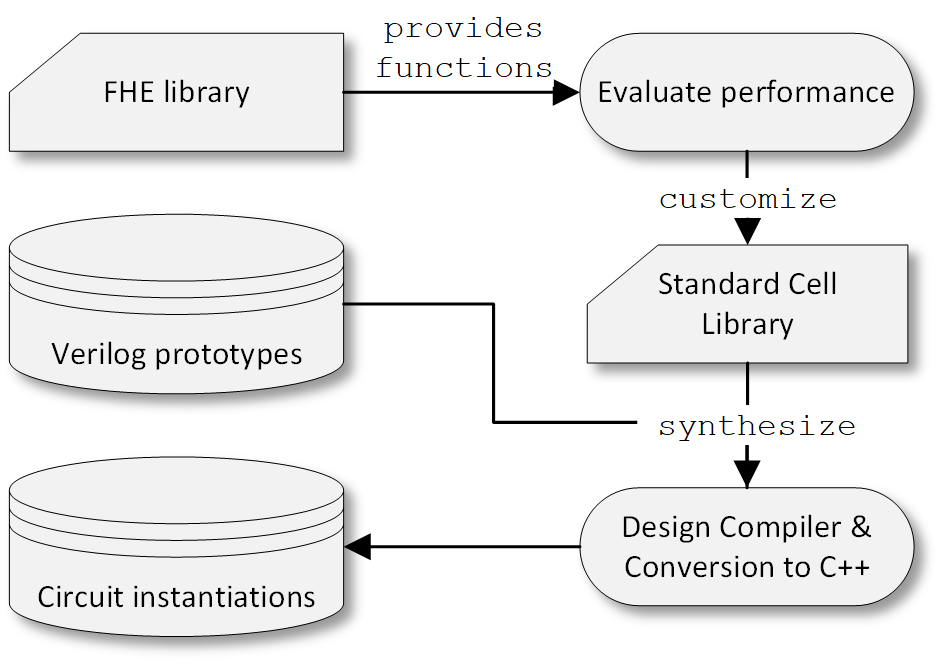 provides
functions
FHE library
Evaluate performance
customize
Standard Cell
Library
Verilog prototypes
synthesize
Design Compiler &
Conversion to C++
Circuit instantiations